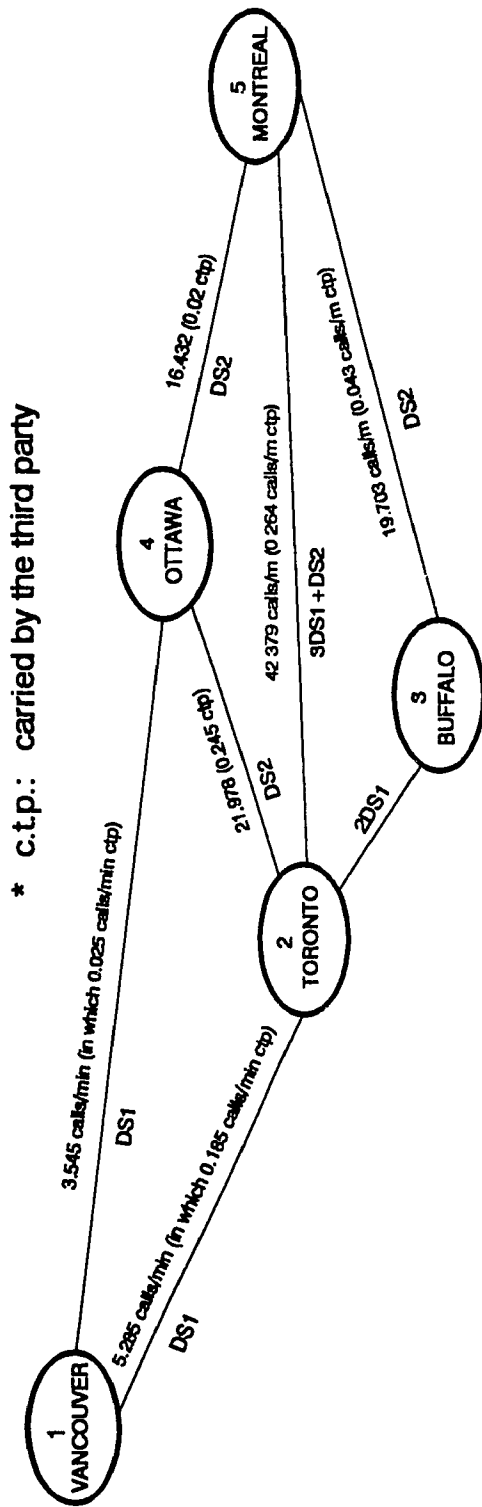 * c.t.p.: carried by the third party
1
VANCOUVER
3.545 calls/min (in which 0.025 calls/min ctp)
DS1
5.285 calls/min (in which 0.185 calls/min ctp)
DS1
4
OTTAWA
16.432 (0.02 ctp)
DS2
21.978 (0.245 ctp)
DS2
42 379 calls/m (0 264 calls/m ctp)
3DS1 + DS2
2
TORONTO
2DS1
3
BUFFALO
19.703 calls/m (0.043 calls/m ctp)
DS2
5
MONTREAL